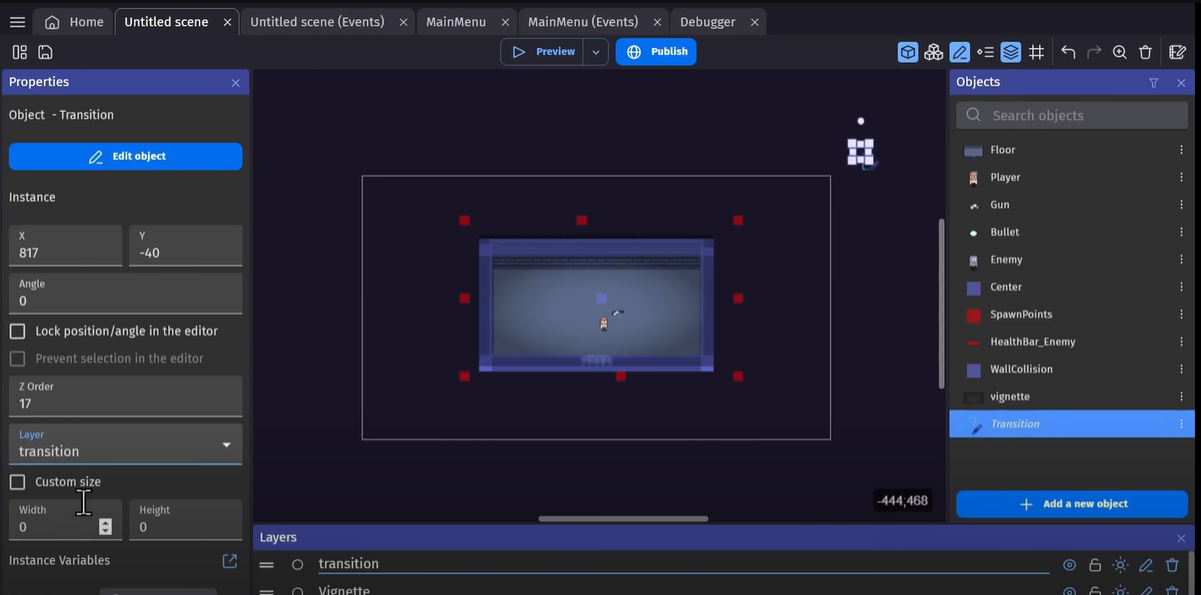 Home
Untitled scene
Untitled scene (Events)
MainMenu
MainMenu (Events)
Debugger
Preview
Publish
Properties
Object - Transition
Edit object
Instance
X
817
Y
-40
Angle
0
Lock position/angle in the editor
Prevent selection in the editor
Z Order
17
Layer
transition
Custom size
Width
0
Height
0
Instance Variables
-444;468
Objects
Search objects
Floor
Player
Gun
Bullet
Enemy
Center
SpawnPoints
HealthBar_Enemy
WallCollision
vignette
Transition
Add a new object
Layers
transition
Vignette